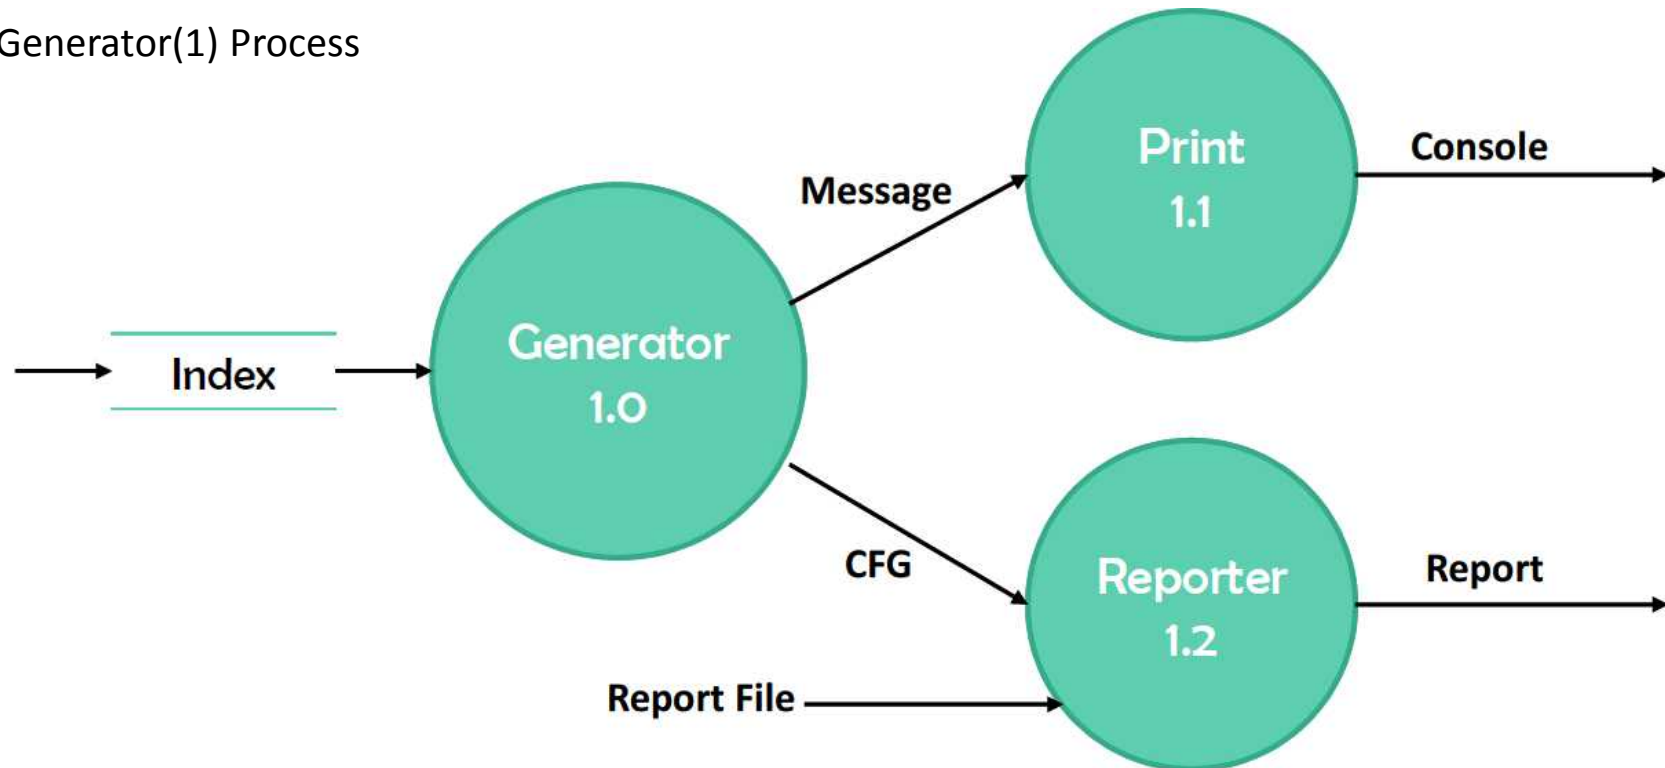 Generator(1) Process
Print
1.1
Console
Message
Generator
1.0
Index
CFG
Reporter
1.2
Report
Report File